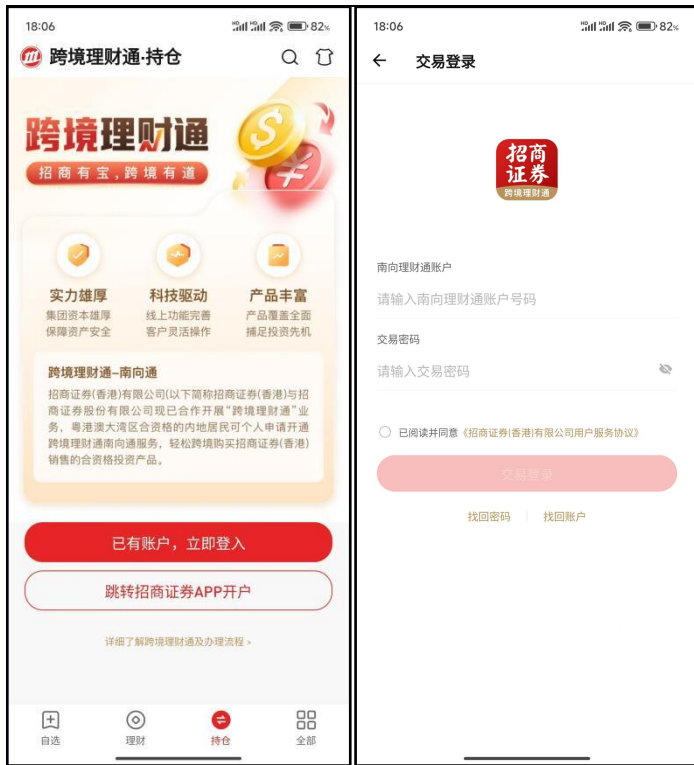 18:06
82%
跨境理财通·持仓
跨境理财通
招商有宝,跨境有道
实力雄厚
科技驱动
产品丰富
集团资本雄厚
线上功能完善
产品覆盖全面
保障资产安全
客户灵活操作
捕足投资先机
跨境理财通–南向通
招商证券(香港)有限公司(以下简称招商证券(香港)与招
商证券股份有限公司现已合作开展“跨境理财通”业
务，粤港澳大湾区合资格的内地居民可个人申请开通
跨境理财通南向通服务，轻松跨境购买招商证券(香港)
销售的合资格投资产品。
已有账户，立即登入
跳转招商证券APP开户
详细了解跨境理财通及办理流程 >
自选
理财
持仓
全部
18:06
82%
交易登录
招商
证券
跨境理财通
南向理财通账户
请输入南向理财通账户号码
交易密码
请输入交易密码
已阅读并同意《招商证券(香港)有限公司用户服务协议》
交易登录
找回密码
找回账户